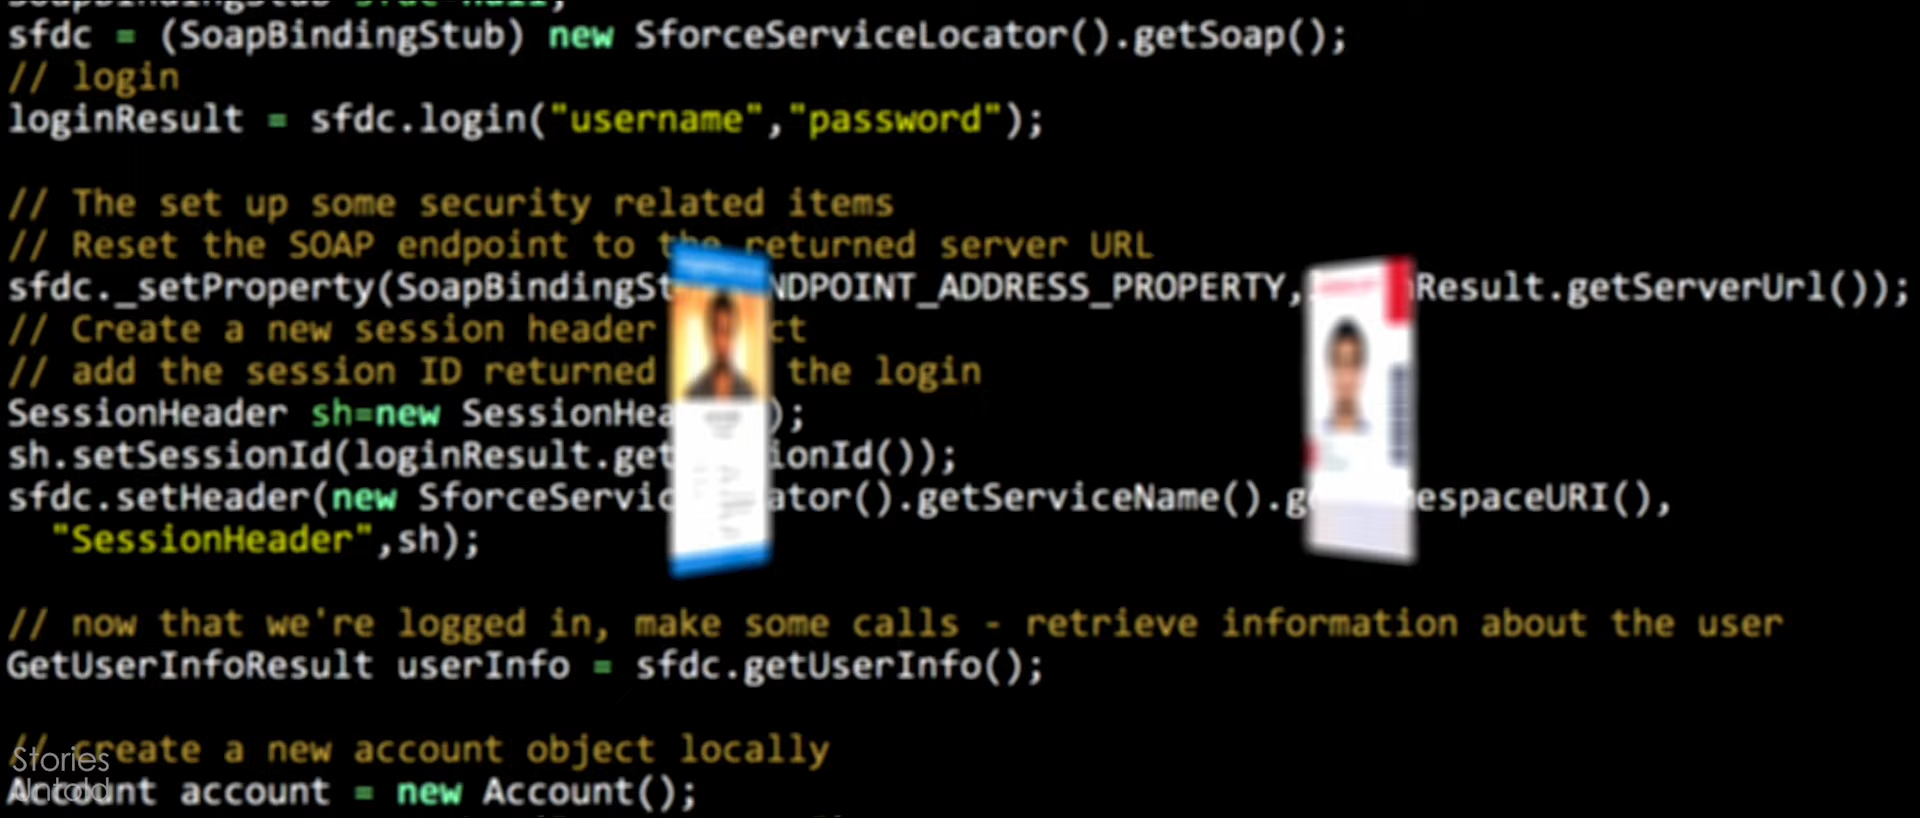 sfdc = (SoapBindingStub) new SforceServiceLocator().getSoap();
// login
loginResult = sfdc.login("username","password");
// The set up some security related items
// Reset the SOAP endpoint to the returned server URL
sfdc._setProperty(SoapBindingSt NDPOINT_ADDRESS_PROPERTY, Result.getServerUrl());
// Create a new session header ct
// add the session ID returned the login
SessionHeader sh=new SessionHea );
sh.setSessionId(loginResult.get ionId());
sfdc.setHeader(new SforceServic ator().getServiceName().g espaceURI(),
"SessionHeader",sh);
// now that we're logged in, make some calls - retrieve information about the user
GetUserInfoResult userInfo = sfdc.getUserInfo();
// create a new account object locally
Account account = new Account();
Stories
Untold